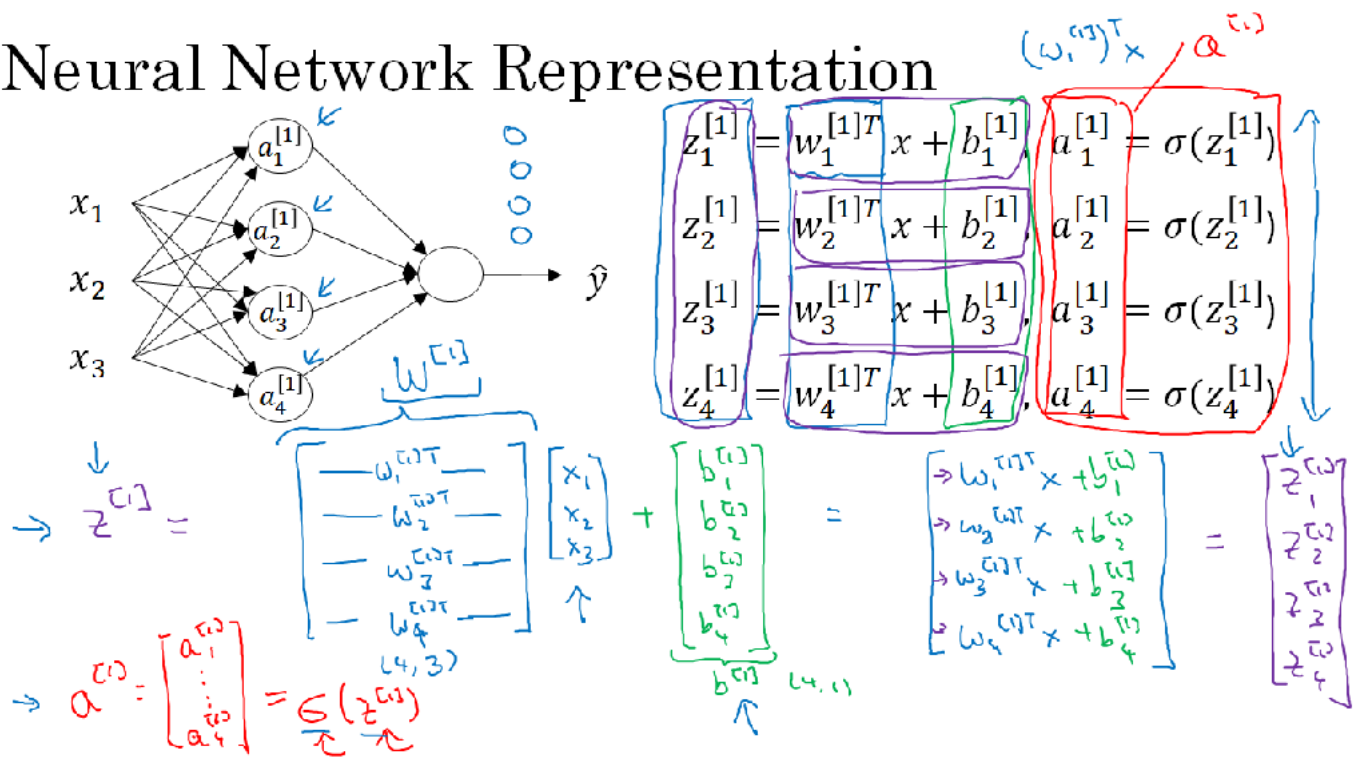 Neural Network Representation
(w₁^[1])ᵀ x   a^[1]
x₁
x₂
x₃
a₁^[1]
a₂^[1]
a₃^[1]
a₄^[1]
ŷ
z₁^[1] = w₁^[1]T x + b₁^[1], a₁^[1] = σ(z₁^[1])
z₂^[1] = w₂^[1]T x + b₂^[1], a₂^[1] = σ(z₂^[1])
z₃^[1] = w₃^[1]T x + b₃^[1], a₃^[1] = σ(z₃^[1])
z₄^[1] = w₄^[1]T x + b₄^[1], a₄^[1] = σ(z₄^[1])
W^[1]
→ z^[1] = [ — w₁^[1]T — ; — w₂^[1]T — ; — w₃^[1]T — ; — w₄^[1]T — ] [ x₁ ; x₂ ; x₃ ] + [ b₁^[1] ; b₂^[1] ; b₃^[1] ; b₄^[1] ] = [ → w₁^[1]T x + b₁^[1] ; → w₂^[1]T x + b₂^[1] ; → w₃^[1]T x + b₃^[1] ; → w₄^[1]T x + b₄^[1] ] = [ z₁^[1] ; z₂^[1] ; z₃^[1] ; z₄^[1] ]
(4,3)
b^[1] (4,1)
→ a^[1] = [ a₁^[1] ; ⋮ ; a₄^[1] ] = σ(z^[1])